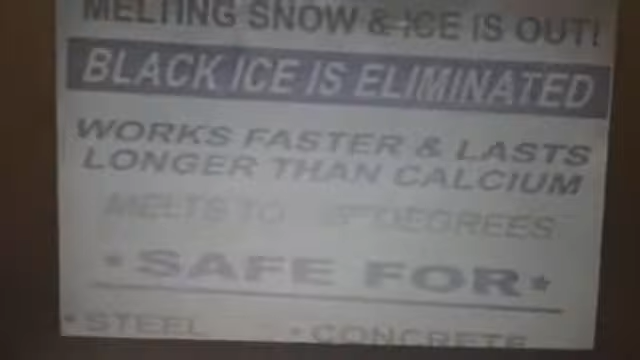 MELTING SNOW & ICE IS OUT!
BLACK ICE IS ELIMINATED
WORKS FASTER & LASTS
LONGER THAN CALCIUM
MELTS TO DEGREES
*SAFE FOR*
* STEEL * CONCRETE